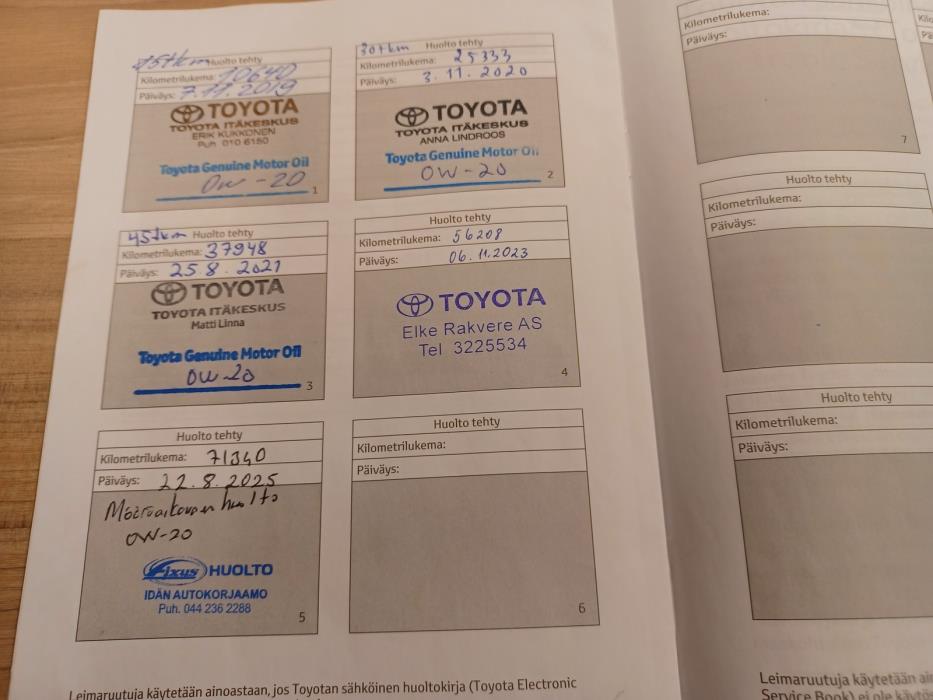 15tkm Huolto tehty
Kilometrilukema: 10640
Päiväys: 7.11.2019
TOYOTA
TOYOTA ITÄKESKUS
ERIK KUKKONEN
Puh. 010 6150
Toyota Genuine Motor Oil
0W-20
1
30tkm Huolto tehty
Kilometrilukema: 25333
Päiväys: 3.11.2020
TOYOTA
TOYOTA ITÄKESKUS
ANNA LINDROOS
Toyota Genuine Motor Oil
0W-20
2
45tkm Huolto tehty
Kilometrilukema: 37948
Päiväys: 25.8.2021
TOYOTA
TOYOTA ITÄKESKUS
Matti Linna
Toyota Genuine Motor Oil
0W-20
3
Huolto tehty
Kilometrilukema: 56208
Päiväys: 06.11.2023
TOYOTA
Elke Rakvere AS
Tel 3225534
4
Huolto tehty
Kilometrilukema: 71340
Päiväys: 22.8.2025
Määräaikainen huolto
0W-20
Fixus HUOLTO
IDÄN AUTOKORJAAMO
Puh. 044 236 2288
5
Huolto tehty
Kilometrilukema:
Päiväys:
6
Leimaruutuja käytetään ainoastaan, jos Toyotan sähköinen huoltokirja (Toyota Electronic
Kilometrilukema:
Päiväys:
7
Huolto tehty
Kilometrilukema:
Päiväys:
Huolto tehty
Kilometrilukema:
Päiväys:
Leimaruutuja käytetään
Service Book) ei ole